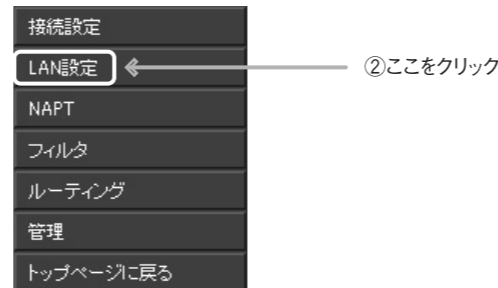 接続設定
LAN設定
②ここをクリック
NAPT
フィルタ
ルーティング
管理
トップページに戻る